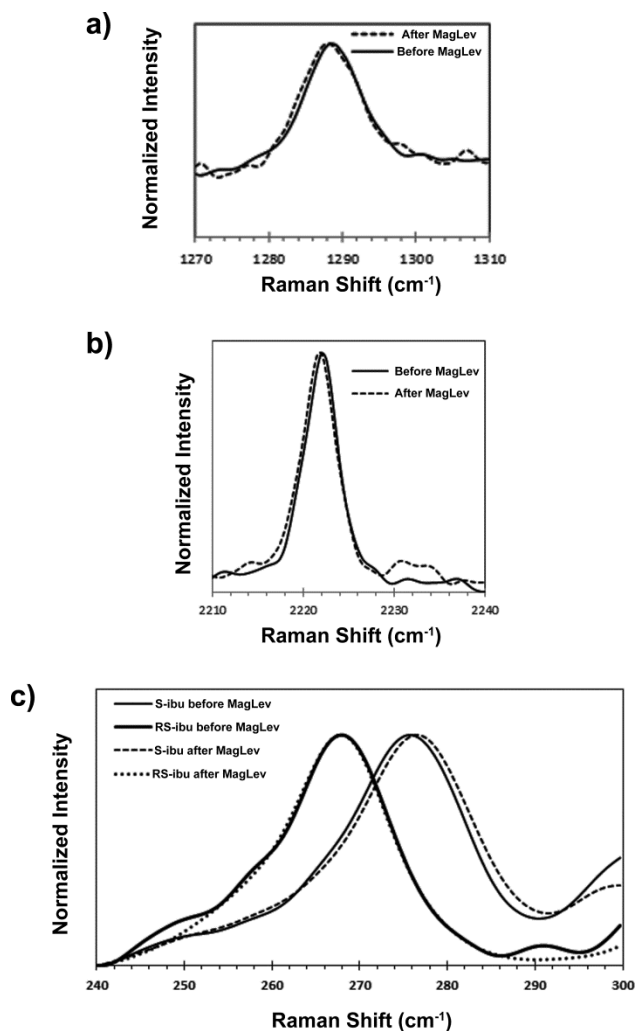 a)
After MagLev
Before MagLev
Normalized Intensity
1270 1280 1290 1300 1310
Raman Shift (cm⁻¹)
b)
Before MagLev
After MagLev
Normalized Intensity
2210 2220 2230 2240
Raman Shift (cm⁻¹)
c)
S-ibu before MagLev
RS-ibu before MagLev
S-ibu after MagLev
RS-ibu after MagLev
Normalized Intensity
240 250 260 270 280 290 300
Raman Shift (cm⁻¹)